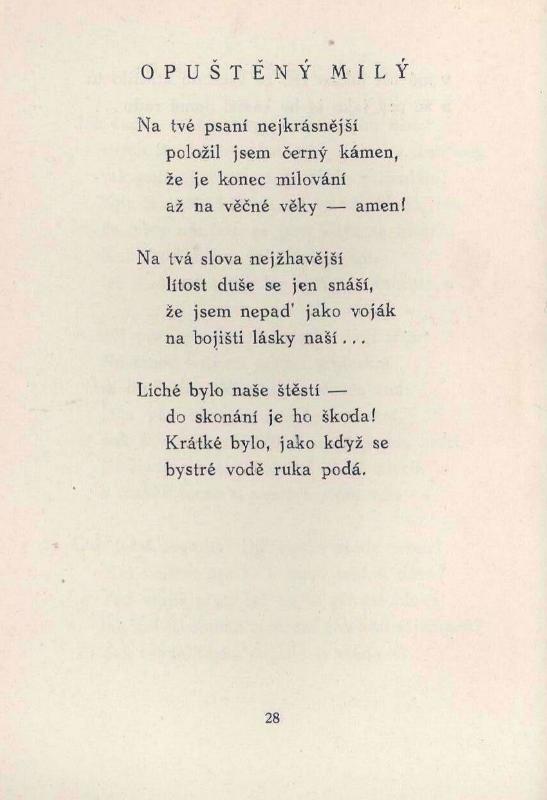 OPUŠTĚNÝ MILÝ
Na tvé psaní nejkrásnější
položil jsem černý kámen,
že je konec milování
až na věčné věky — amen!
Na tvá slova nejžhavější
lítost duše se jen snáší,
že jsem nepaď jako voják
na bojišti lásky naší...
Liché bylo naše štěstí —
do skonání je ho škoda!
Krátké bylo, jako když se
bystré vodě ruka podá.
28